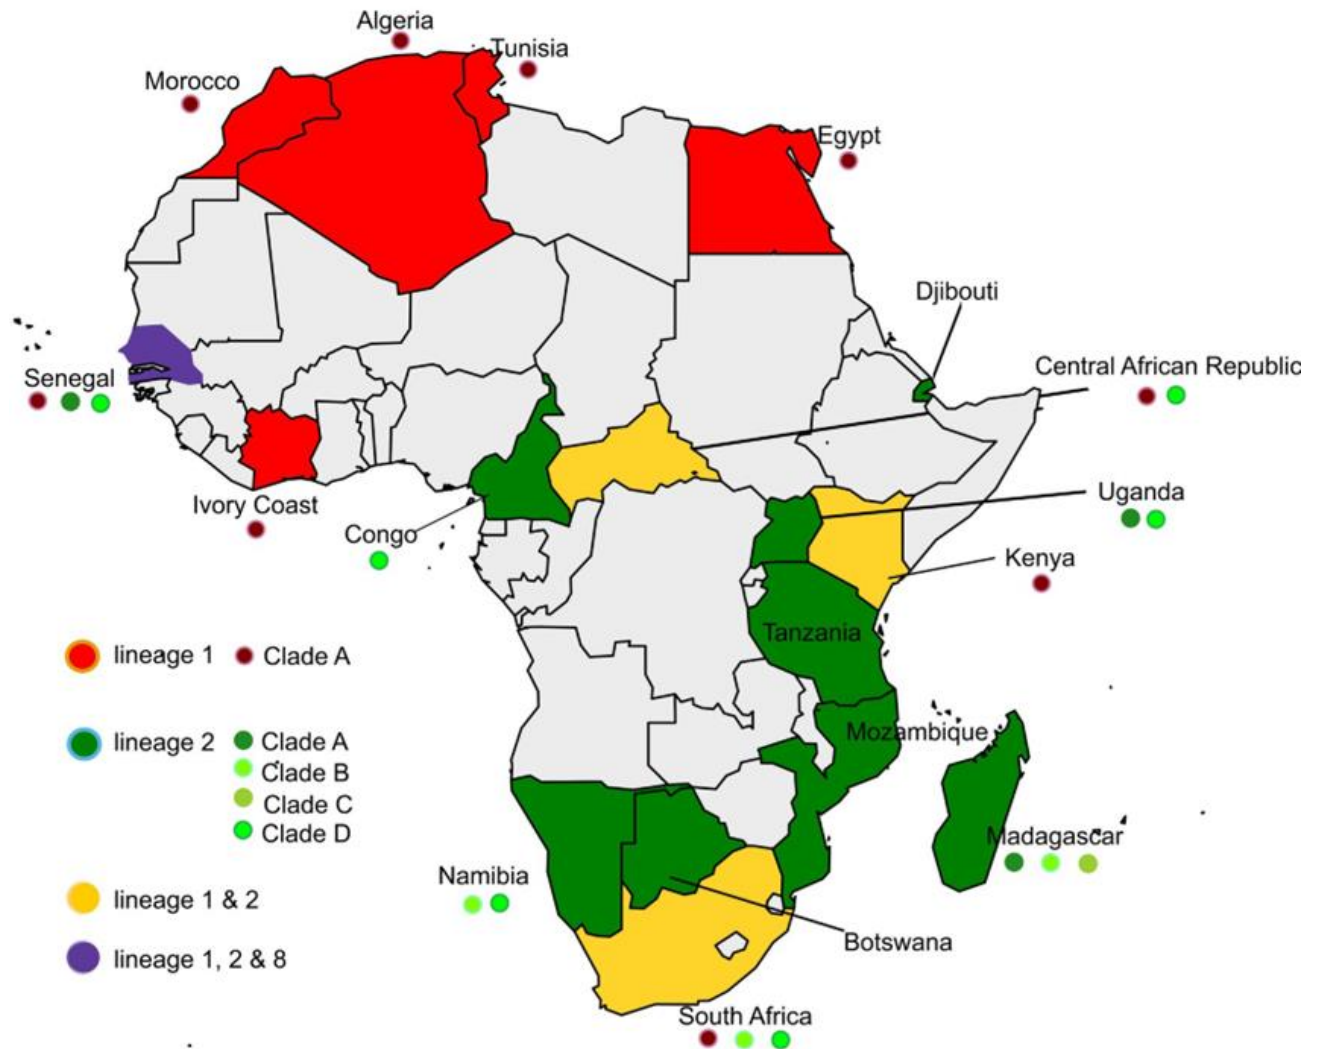 Algeria
Tunisia
Morocco
Egypt
Djibouti
Central African Republic
Senegal
Uganda
Ivory Coast
Congo
Kenya
Tanzania
lineage 1
Clade A
Mozambique
lineage 2
Clade A
Clade B
Clade C
Clade D
Madagascar
Namibia
lineage 1 & 2
Botswana
lineage 1, 2 & 8
South Africa